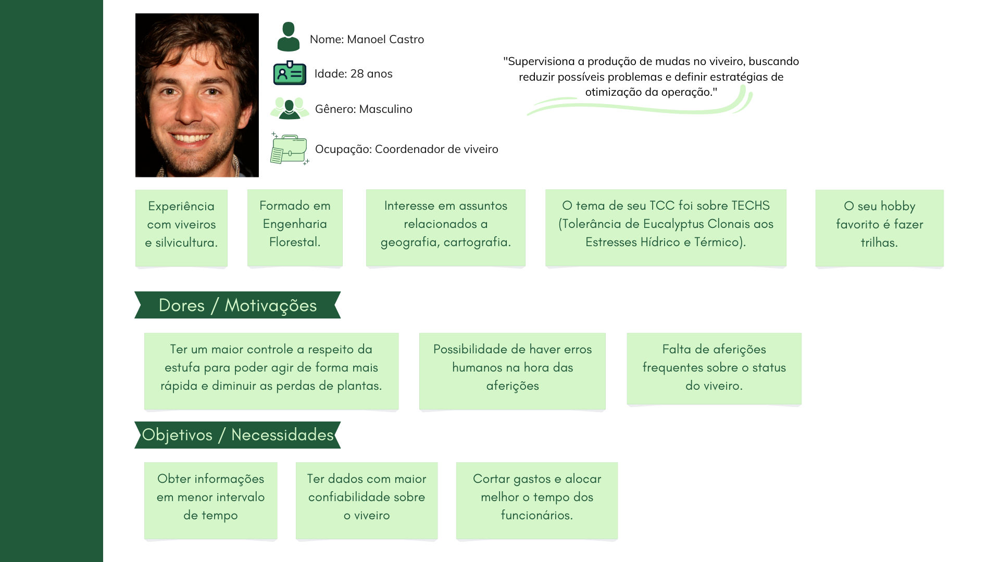 Nome: Manoel Castro
Idade: 28 anos
Gênero: Masculino
Ocupação: Coordenador de viveiro
"Supervisiona a produção de mudas no viveiro, buscando
reduzir possíveis problemas e definir estratégias de
otimização da operação."
Experiência
com viveiros
e silvicultura.
Formado em
Engenharia
Florestal.
Interesse em assuntos
relacionados a
geografia, cartografia.
O tema de seu TCC foi sobre TECHS
(Tolerância de Eucalyptus Clonais aos
Estresses Hídrico e Térmico).
O seu hobby
favorito é fazer
trilhas.
Dores / Motivações
Ter um maior controle a respeito da
estufa para poder agir de forma mais
rápida e diminuir as perdas de plantas.
Possibilidade de haver erros
humanos na hora das
aferições
Falta de aferições
frequentes sobre o status
do viveiro.
Objetivos / Necessidades
Obter informações
em menor intervalo
de tempo
Ter dados com maior
confiabilidade sobre
o viveiro
Cortar gastos e alocar
melhor o tempo dos
funcionários.